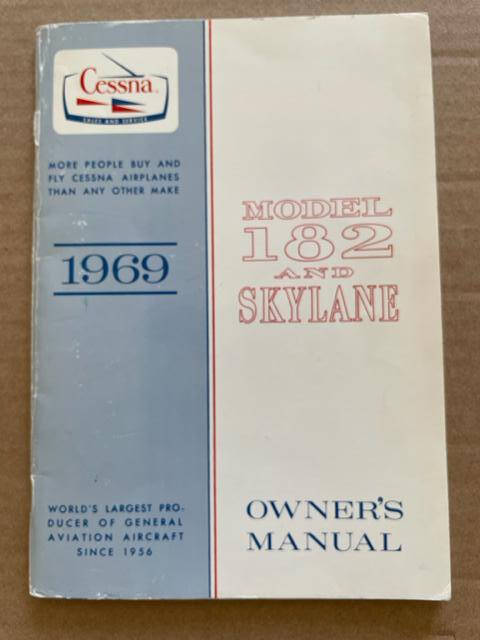 Cessna
SALES AND SERVICE
MORE PEOPLE BUY AND
FLY CESSNA AIRPLANES
THAN ANY OTHER MAKE
1969
WORLD'S LARGEST PRO-
DUCER OF GENERAL
AVIATION AIRCRAFT
SINCE 1956
MODEL
182
AND
SKYLANE
OWNER'S
MANUAL